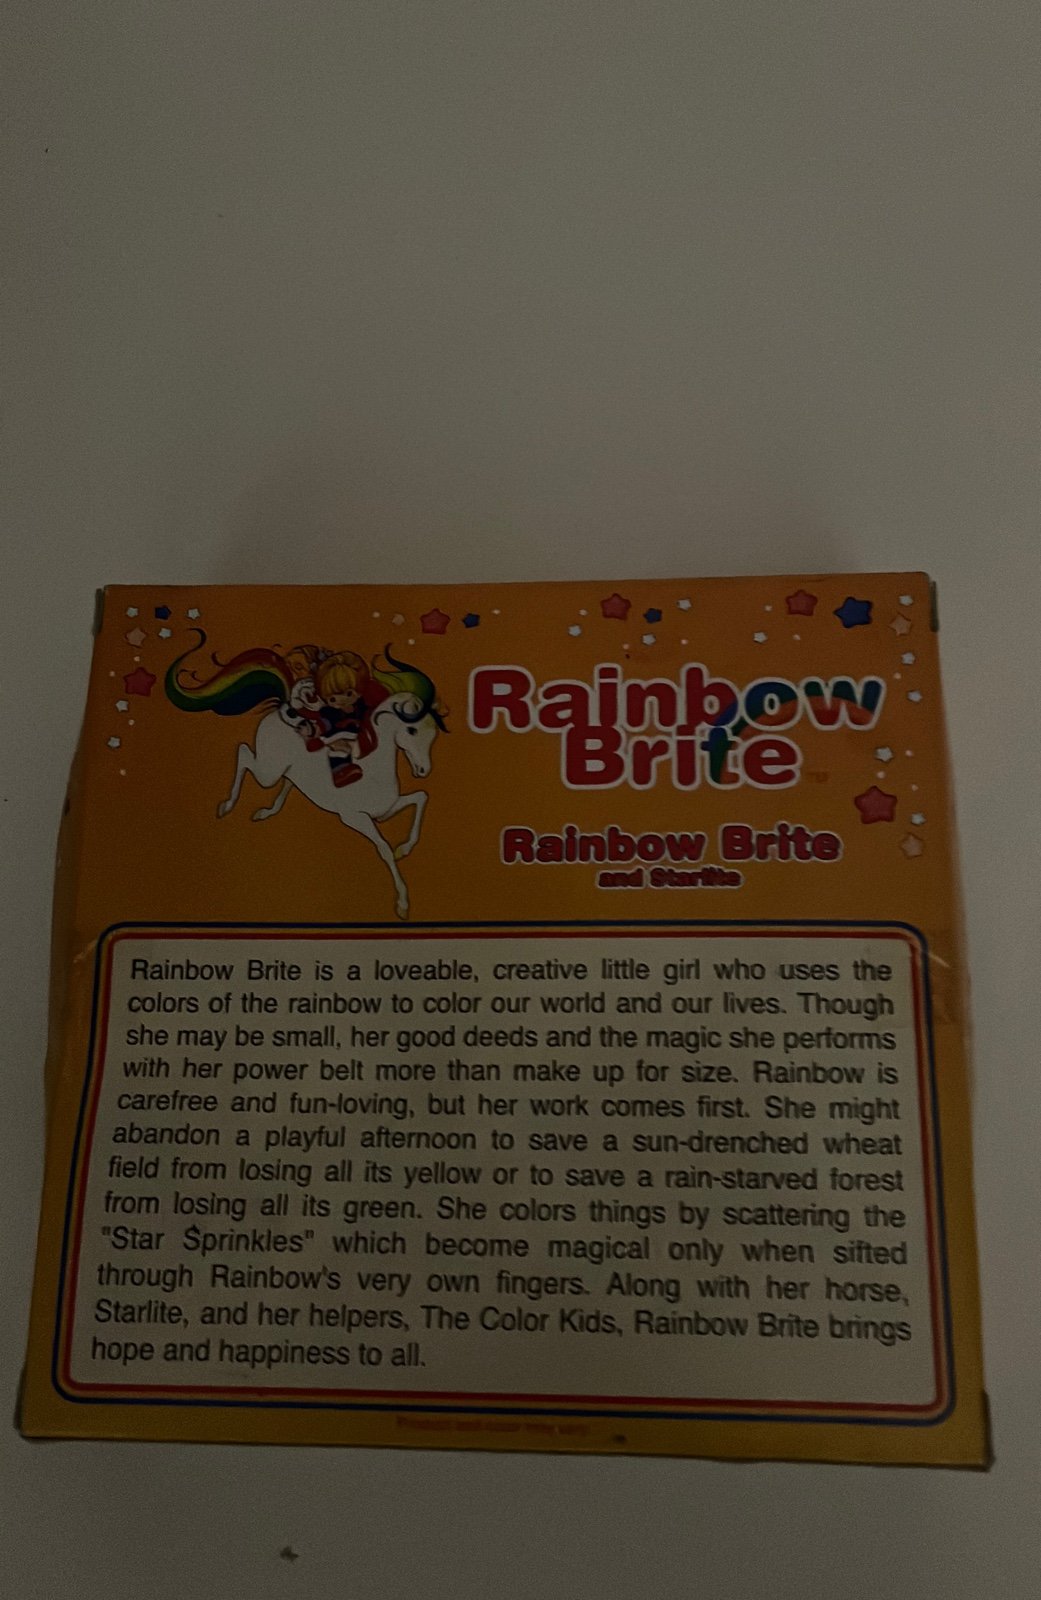 Rainbow
Brite
TM
Rainbow Brite
and Starlite
Rainbow Brite is a loveable, creative little girl who uses the
colors of the rainbow to color our world and our lives. Though
she may be small, her good deeds and the magic she performs
with her power belt more than make up for size. Rainbow is
carefree and fun-loving, but her work comes first. She might
abandon a playful afternoon to save a sun-drenched wheat
field from losing all its yellow or to save a rain-starved forest
from losing all its green. She colors things by scattering the
"Star Sprinkles" which become magical only when sifted
through Rainbow's very own fingers. Along with her horse,
Starlite, and her helpers, The Color Kids, Rainbow Brite brings
hope and happiness to all.
Product and color may vary